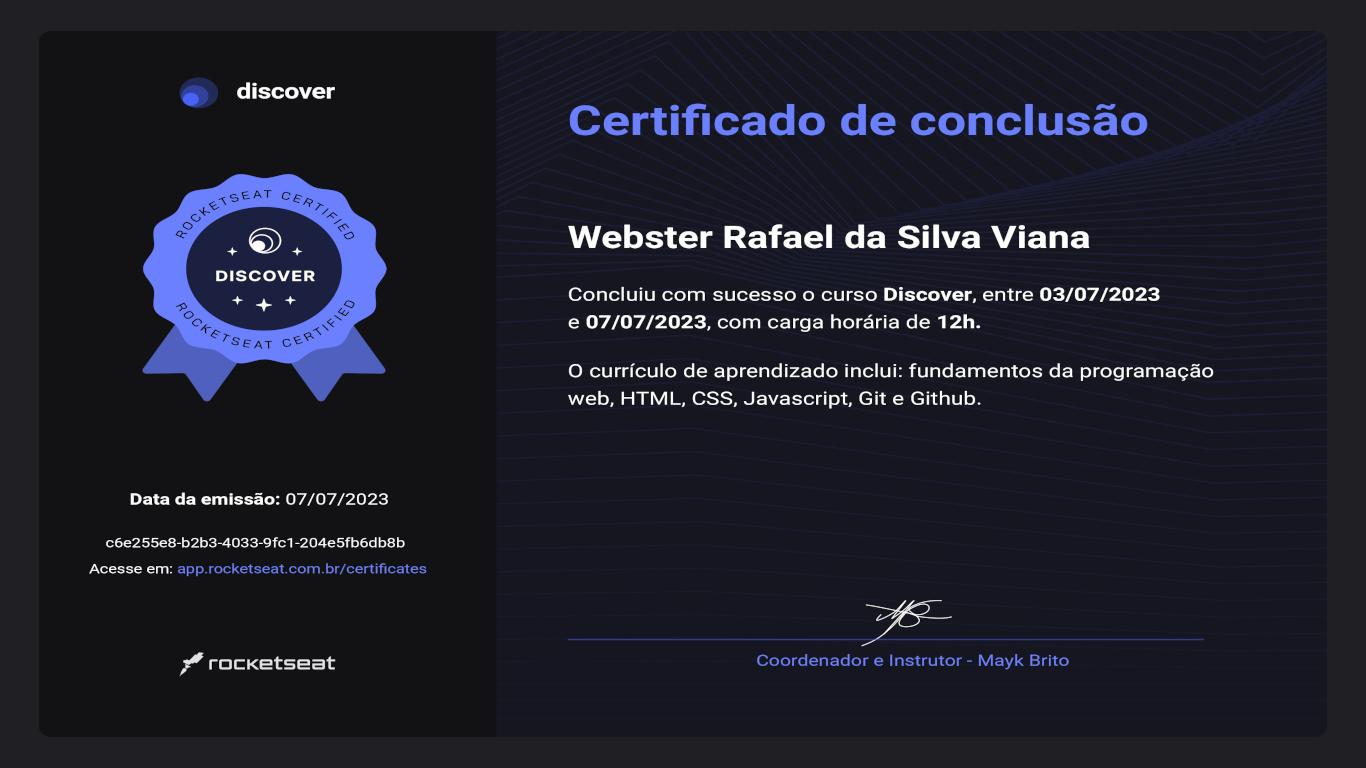 discover
ROCKETSEAT CERTIFIED
DISCOVER
ROCKETSEAT CERTIFIED
Data da emissão: 07/07/2023
c6e255e8-b2b3-4033-9fc1-204e5fb6db8b
Acesse em: app.rocketseat.com.br/certificates
rocketseat
Certificado de conclusão
Webster Rafael da Silva Viana
Concluiu com sucesso o curso Discover, entre 03/07/2023
e 07/07/2023, com carga horária de 12h.
O currículo de aprendizado inclui: fundamentos da programação
web, HTML, CSS, Javascript, Git e Github.
Coordenador e Instrutor - Mayk Brito